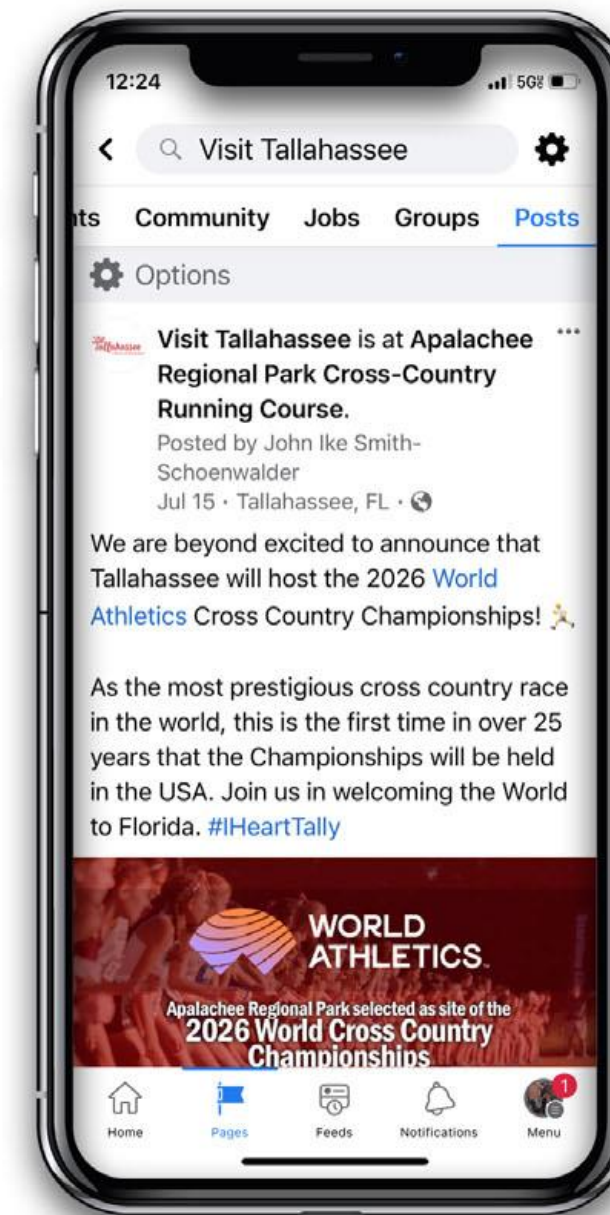 12:24
5G
Visit Tallahassee
nts Community Jobs Groups Posts
Options
Tallahassee
Visit Tallahassee is at Apalachee
Regional Park Cross-Country
Running Course.
Posted by John Ike Smith-
Schoenwalder
Jul 15 · Tallahassee, FL ·
We are beyond excited to announce that
Tallahassee will host the 2026 World
Athletics Cross Country Championships! 🏃
As the most prestigious cross country race
in the world, this is the first time in over 25
years that the Championships will be held
in the USA. Join us in welcoming the World
to Florida. #IHeartTally
WORLD
ATHLETICS
Apalachee Regional Park selected as site of the
2026 World Cross Country
Championships
Home Pages Feeds Notifications Menu
1